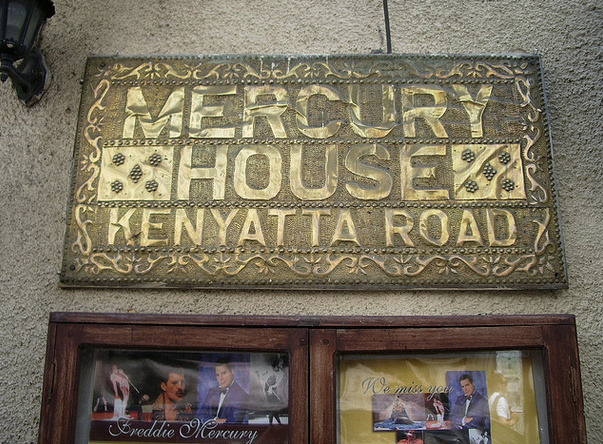 MERCURY
HOUSE
KENYATTA ROAD
Freddie Mercury
We miss you